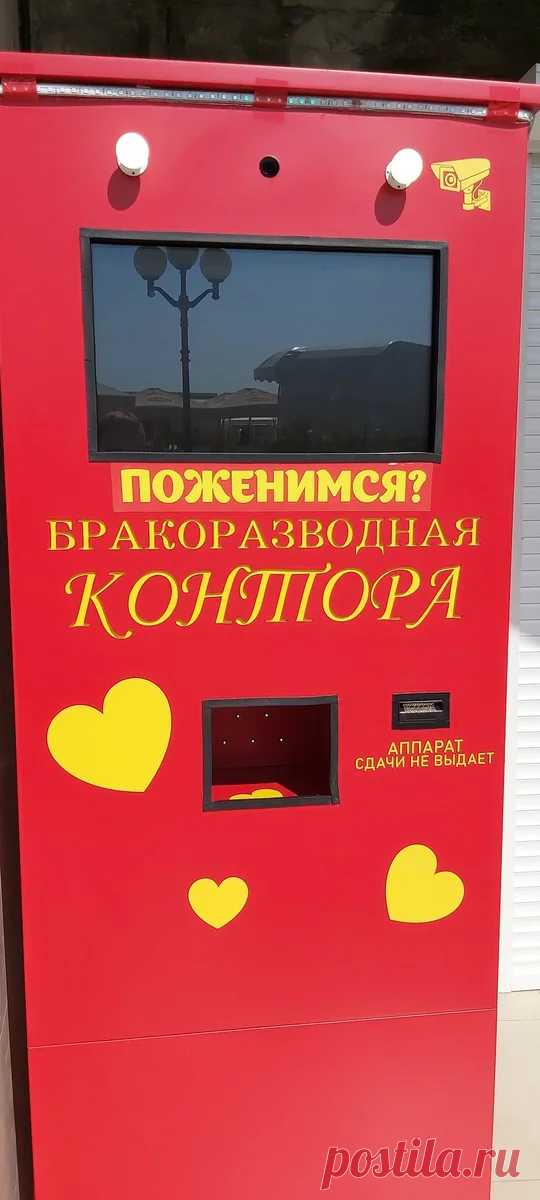 ПОЖЕНИМСЯ?
БРАКОРАЗВОДНАЯ
КОНТОРА
АППАРАТ
СДАЧИ НЕ ВЫДАЕТ
postila.ru